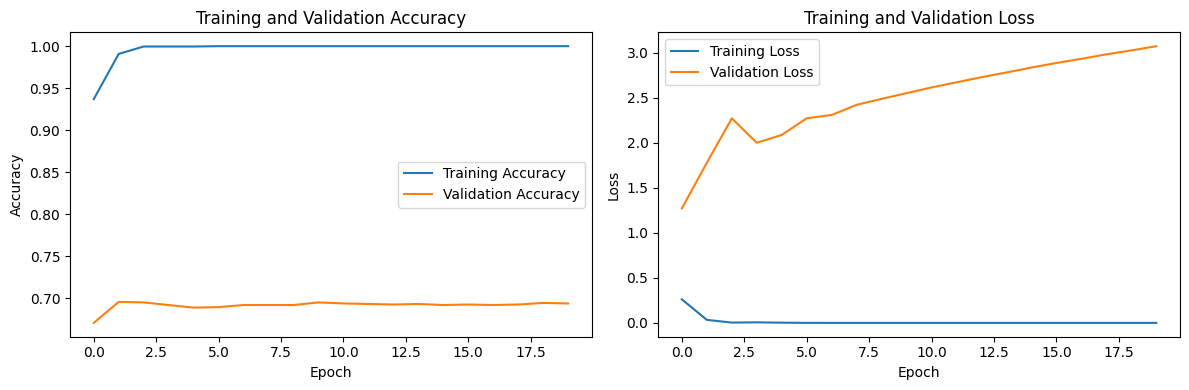 Training and Validation Accuracy
1.00
0.95
0.90
0.85
0.80
0.75
0.70
Accuracy
Training Accuracy
Validation Accuracy
0.0 2.5 5.0 7.5 10.0 12.5 15.0 17.5
Epoch
Training and Validation Loss
Training Loss
Validation Loss
3.0
2.5
2.0
1.5
1.0
0.5
0.0
Loss
0.0 2.5 5.0 7.5 10.0 12.5 15.0 17.5
Epoch